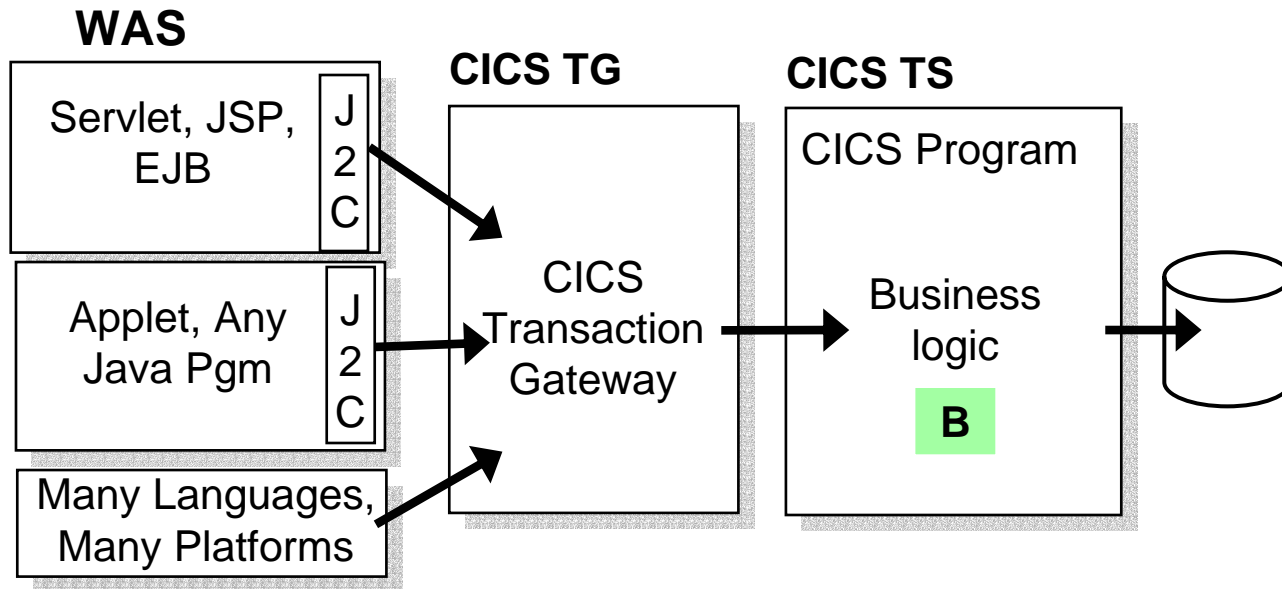 WAS
Servlet, JSP,
EJB
J
2
C
Applet, Any
Java Pgm
J
2
C
Many Languages,
Many Platforms
CICS TG
CICS
Transaction
Gateway
CICS TS
CICS Program
Business
logic
B